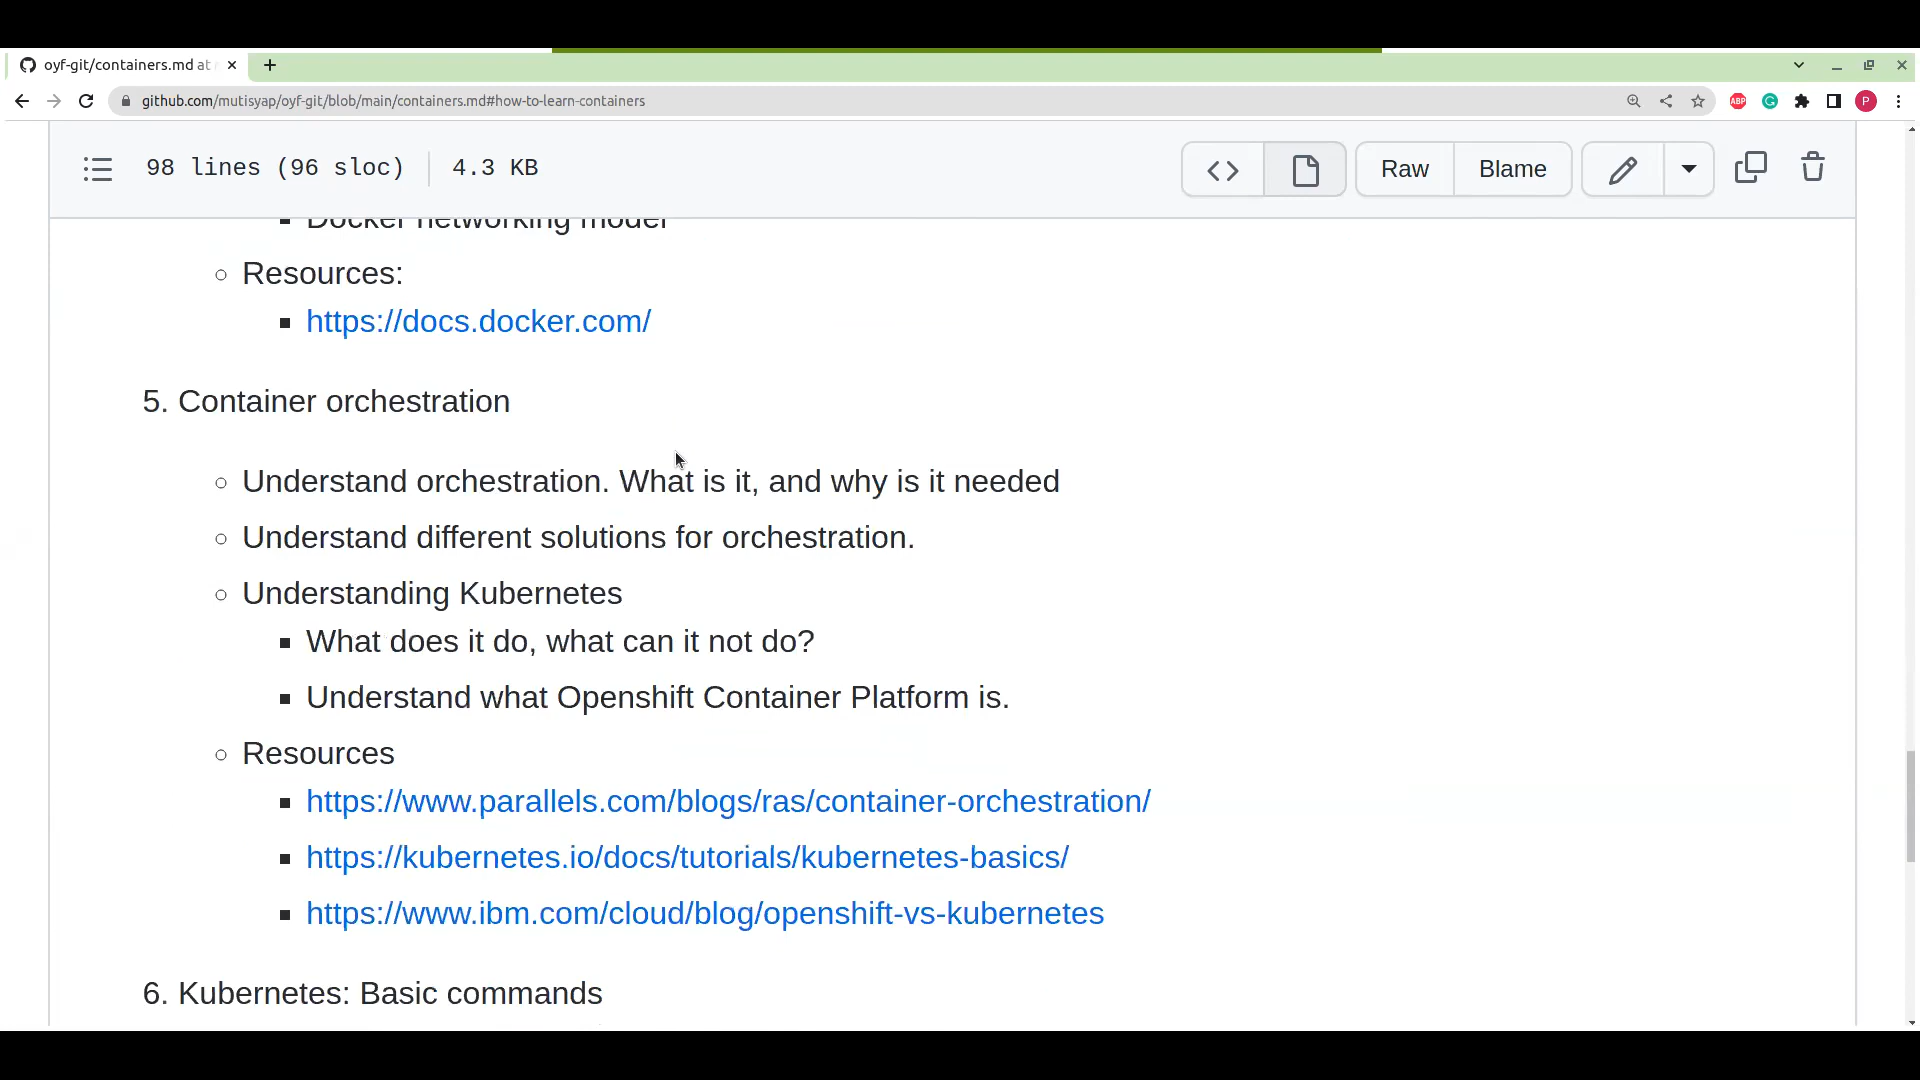 oyf-git/containers.md at
github.com/mutisyap/oyf-git/blob/main/containers.md#how-to-learn-containers
ABP
P
98 lines (96 sloc) 4.3 KB
Raw
Blame
Docker networking model
Resources:
https://docs.docker.com/
5. Container orchestration
Understand orchestration. What is it, and why is it needed
Understand different solutions for orchestration.
Understanding Kubernetes
What does it do, what can it not do?
Understand what Openshift Container Platform is.
Resources
https://www.parallels.com/blogs/ras/container-orchestration/
https://kubernetes.io/docs/tutorials/kubernetes-basics/
https://www.ibm.com/cloud/blog/openshift-vs-kubernetes
6. Kubernetes: Basic commands